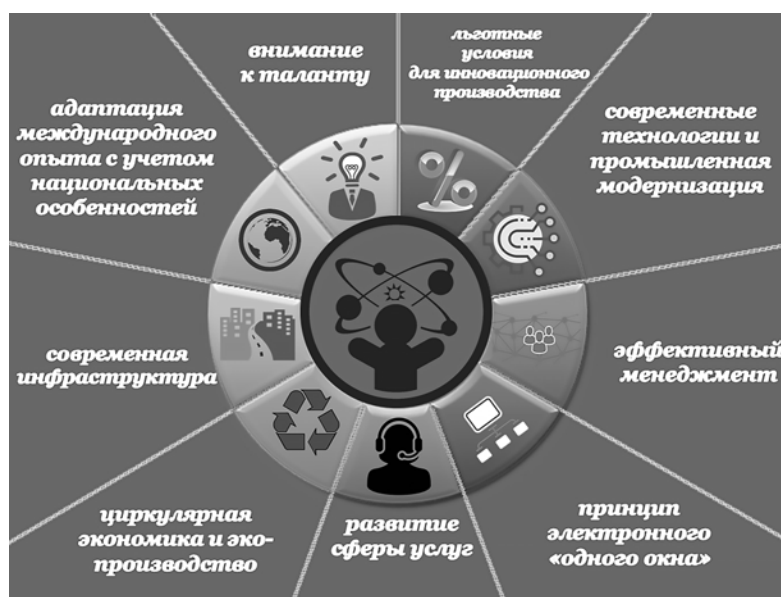 внимание
к таланту
льготные
условия
для инновационного
производства
современные
технологии и
промышленная
модернизация
эффективный
менеджмент
принцип
электронного
«одного окна»
развитие
сферы услуг
циркулярная
экономика и эко-
производство
современная
инфраструктура
адаптация
международного
опыта с учетом
национальных
особенностей